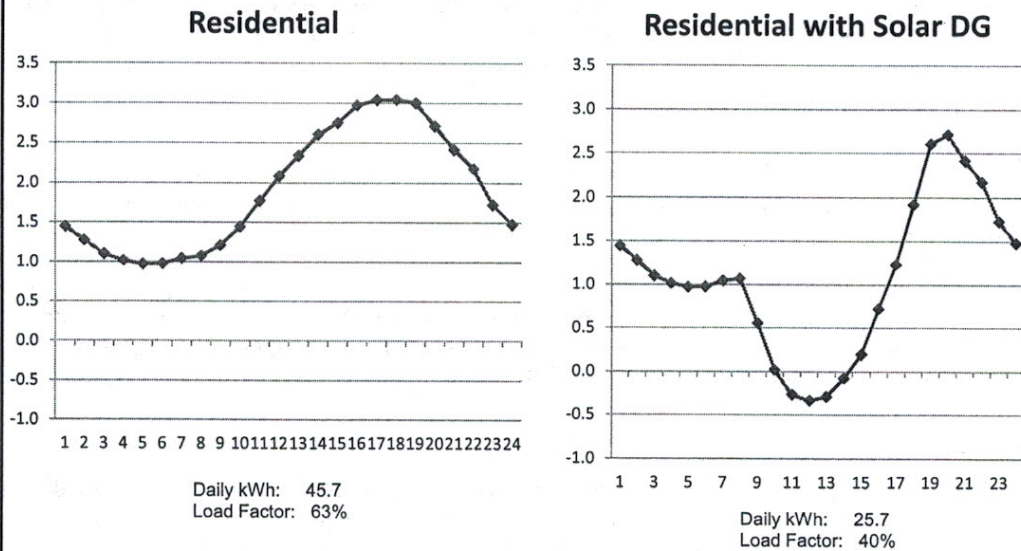 Residential
3.5
3.0
2.5
2.0
1.5
1.0
0.5
0.0
-0.5
-1.0
1 2 3 4 5 6 7 8 9 101112131415161718192021222324
Daily kWh: 45.7
Load Factor: 63%
Residential with Solar DG
3.5
3.0
2.5
2.0
1.5
1.0
0.5
0.0
-0.5
-1.0
1 3 5 7 9 11 13 15 17 19 21 23
Daily kWh: 25.7
Load Factor: 40%